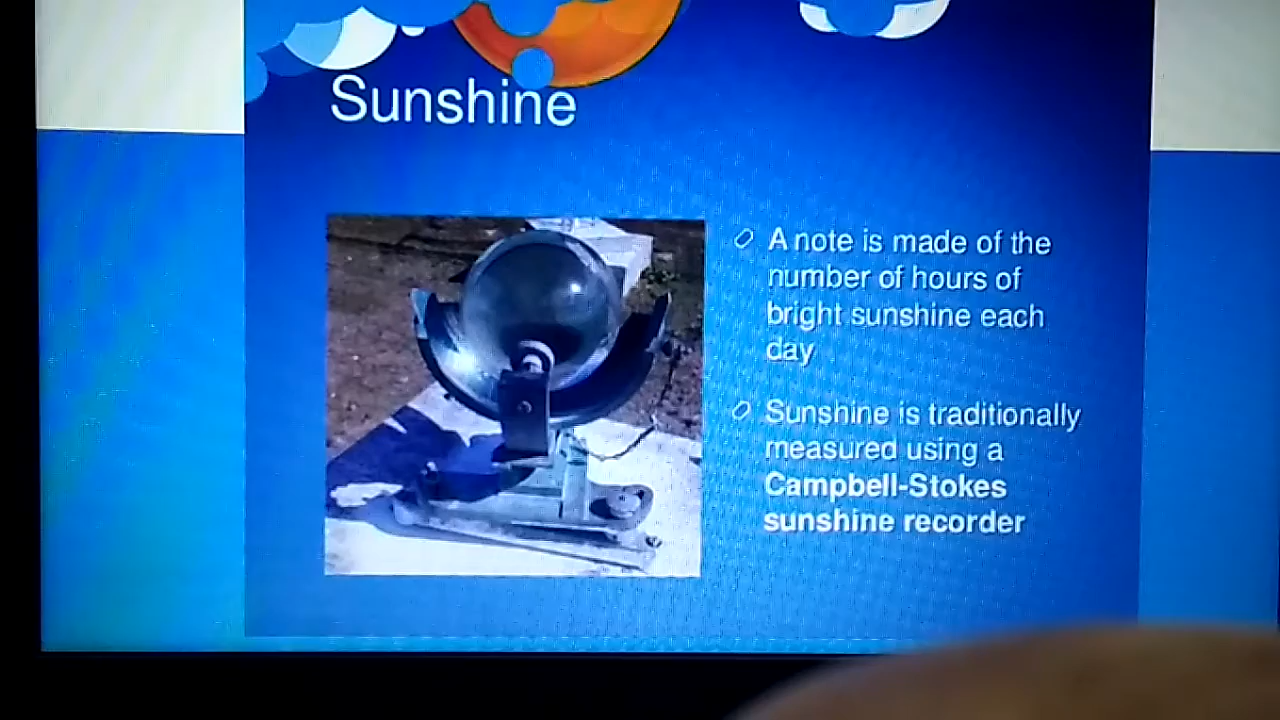 Sunshine
A note is made of the
number of hours of
bright sunshine each
day
Sunshine is traditionally
measured using a
Campbell-Stokes
sunshine recorder